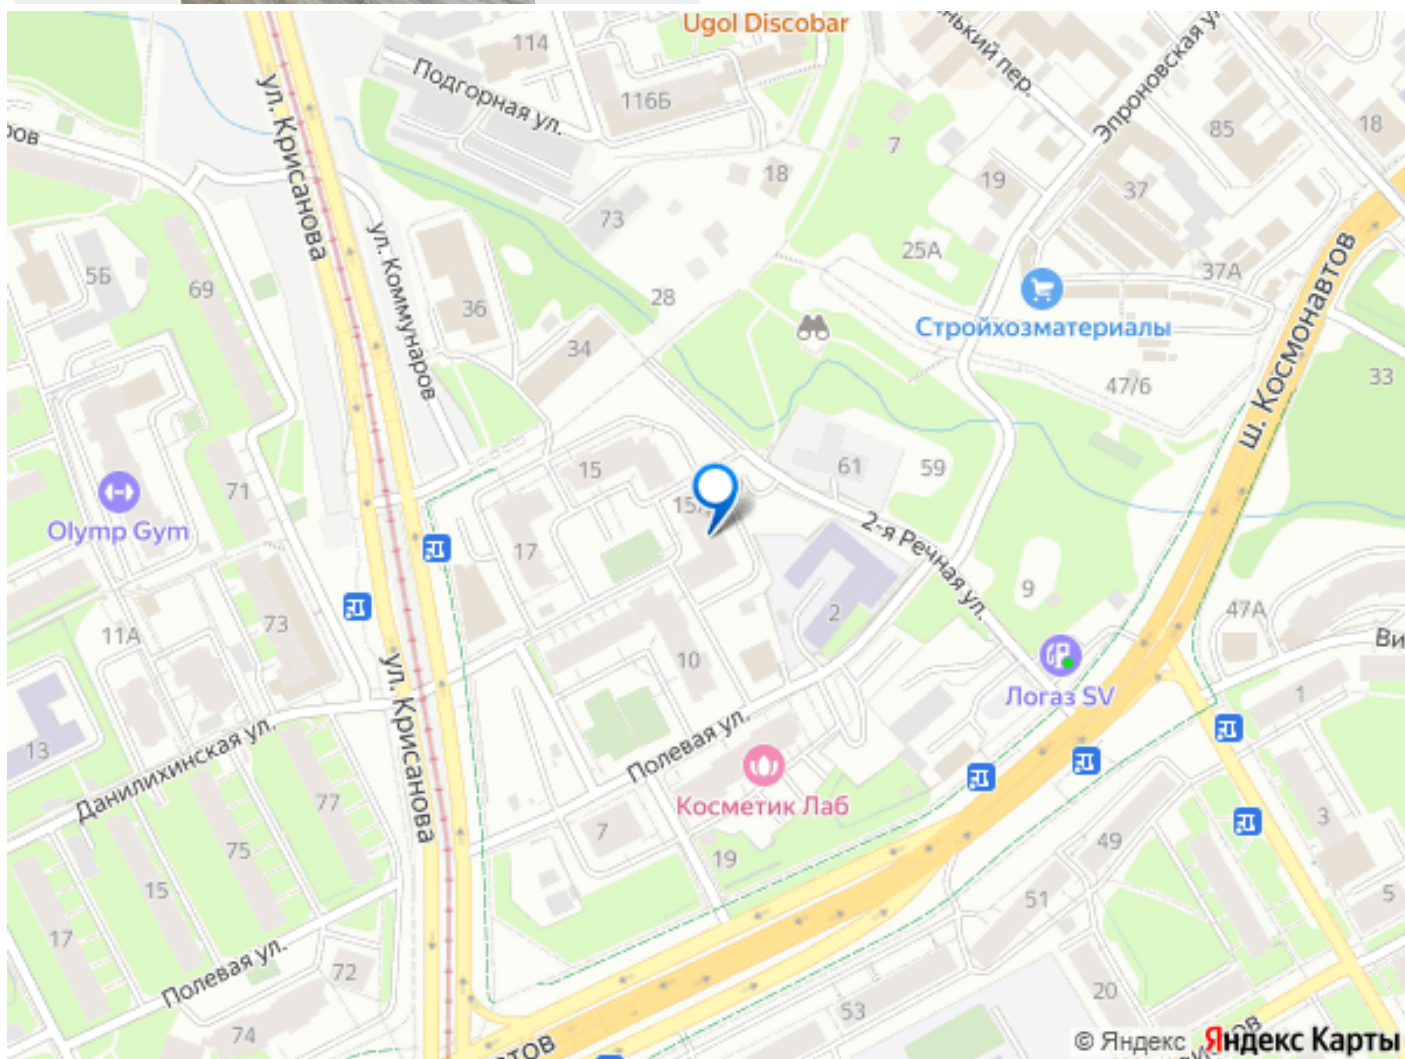 Ugol Discobar
114
Подгорная ул.
116Б
Эпроновская
85
18
7
37
19
18
73
ул. Крисанова
ул. Коммунаров
25А
37А
5Б
69
28
36
Стройхозматериалы
34
ш. Космонавтов
47/6
33
15
61
59
71
15А
Olymp Gym
17
2-я Речная ул.
9
2
47А
73
11А
10
Логаз SV
1
ул. Крисанова
13
Данилихинская ул.
Полевая ул.
77
Косметик Лаб
7
3
75
49
19
15
51
5
17
Полевая ул.
72
20
53
74
© Яндекс Яндекс Карты